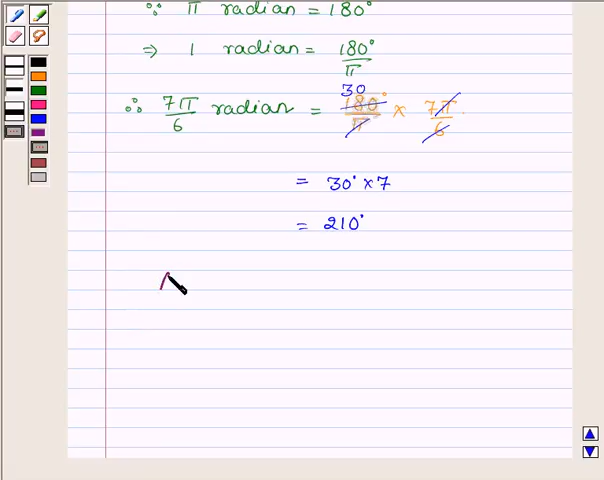 ∵ π radian = 180°
⇒ 1 radian = 180°/π
∴ 7π/6 radian = 30 180°/π × 7π/6
= 30° × 7
= 210°